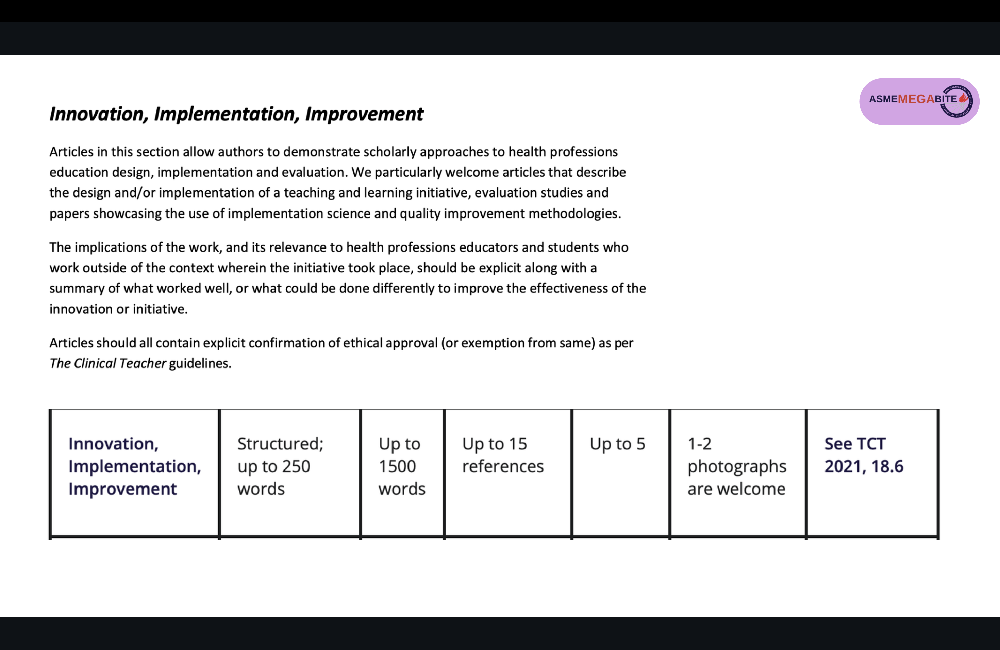 ASMEMEGABITE
ASSOCIATION FOR THE STUDY
OF MEDICAL EDUCATION
Innovation, Implementation, Improvement
Articles in this section allow authors to demonstrate scholarly approaches to health professions
education design, implementation and evaluation. We particularly welcome articles that describe
the design and/or implementation of a teaching and learning initiative, evaluation studies and
papers showcasing the use of implementation science and quality improvement methodologies.
The implications of the work, and its relevance to health professions educators and students who
work outside of the context wherein the initiative took place, should be explicit along with a
summary of what worked well, or what could be done differently to improve the effectiveness of the
innovation or initiative.
Articles should all contain explicit confirmation of ethical approval (or exemption from same) as per
The Clinical Teacher guidelines.
Innovation,
Implementation,
Improvement
Structured;
up to 250
words
Up to
1500
words
Up to 15
references
Up to 5
1-2
photographs
are welcome
See TCT
2021, 18.6